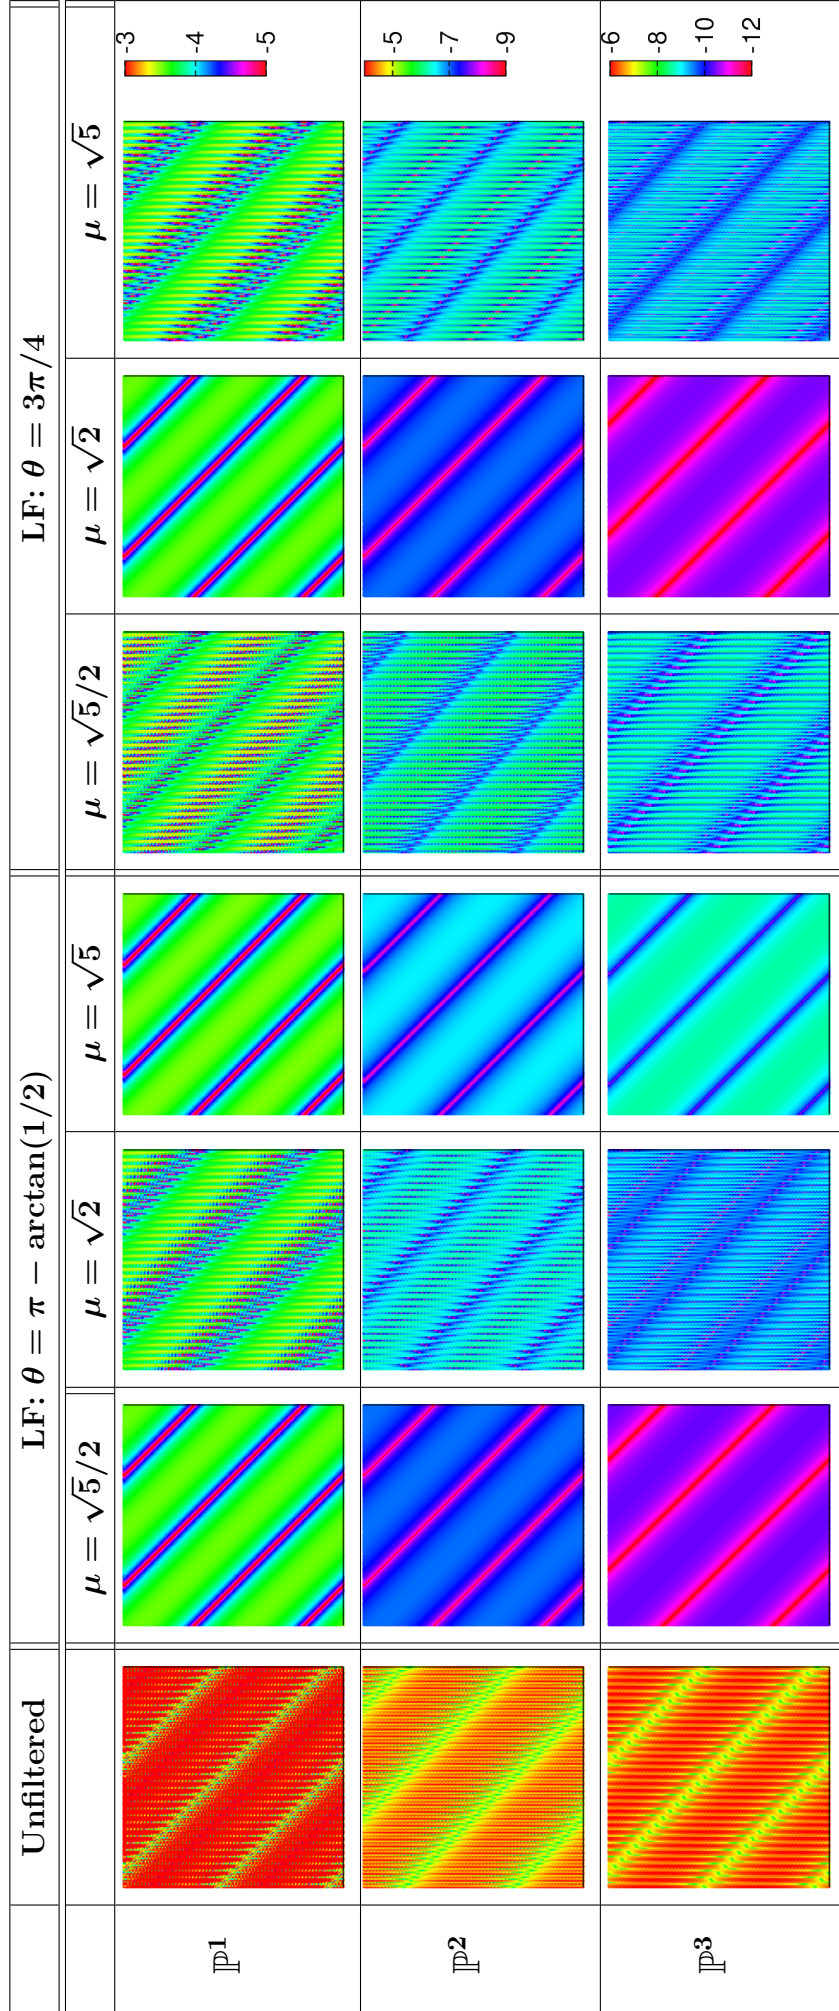 Unfiltered LF: θ = π − arctan(1/2) LF: θ = 3π/4
μ = √5/2 μ = √2 μ = √5 μ = √5/2 μ = √2 μ = √5
ℙ¹
-3
-4
-5
ℙ²
-5
-7
-9
ℙ³
-6
-8
-10
-12